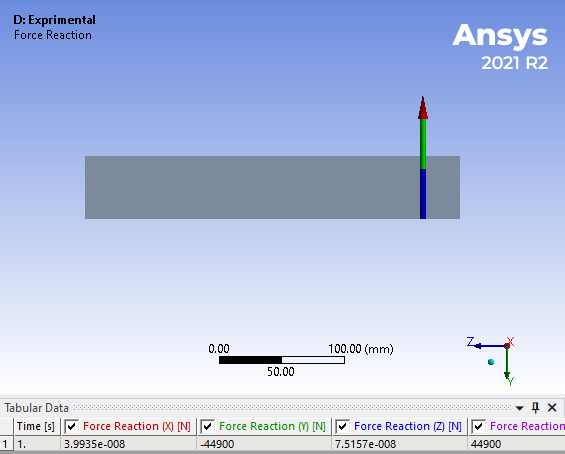 D: Exprimental
Force Reaction
Ansys
2021 R2
0.00 100.00 (mm)
50.00
Z X
Y
Tabular Data
Time [s] Force Reaction (X) [N] Force Reaction (Y) [N] Force Reaction (Z) [N] Force Reaction
1 1. 3.9935e-008 -44900 7.5157e-008 44900